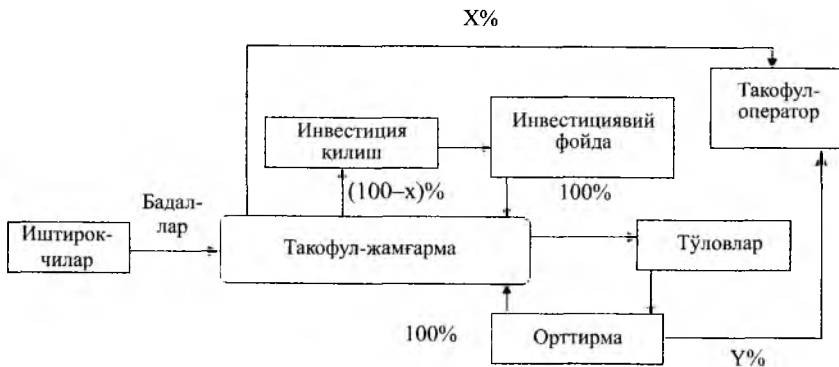 X%
Такофул-
оператор
Инвестиция
қилиш
Инвестициявий
фойда
(100–x)%
100%
Бадал-
лар
Иштирок-
чилар
Такофул-жамғарма
Тўловлар
100%
Орттирма
Y%